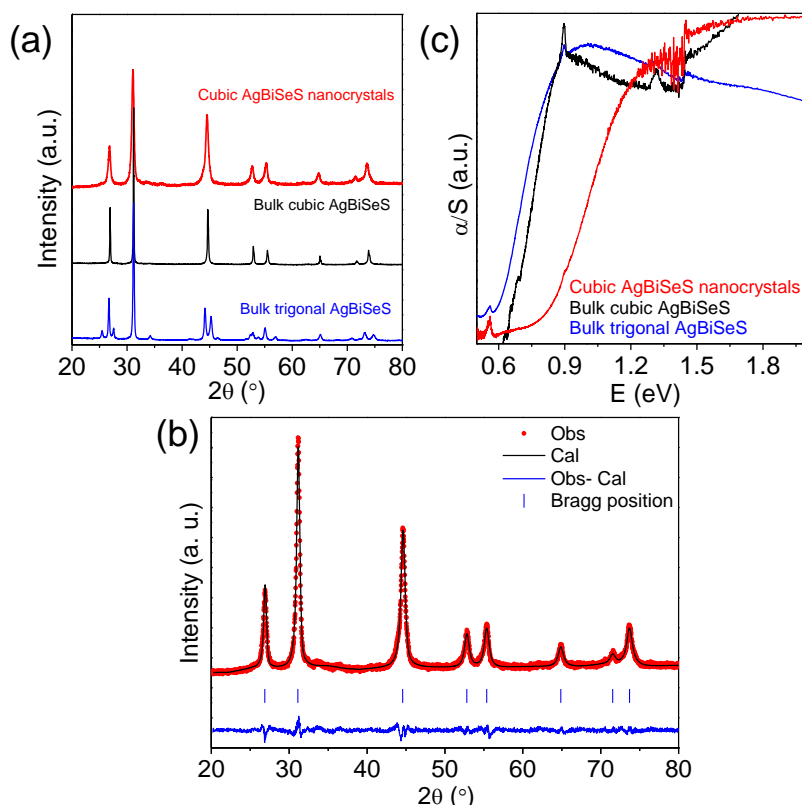 (a)
Cubic AgBiSeS nanocrystals
Bulk cubic AgBiSeS
Bulk trigonal AgBiSeS
Intensity (a.u.)
20 30 40 50 60 70 80
2θ (°)
(c)
α/S (a.u.)
Cubic AgBiSeS nanocrystals
Bulk cubic AgBiSeS
Bulk trigonal AgBiSeS
0.6 0.9 1.2 1.5 1.8
E (eV)
(b)
Obs
Cal
Obs- Cal
Bragg position
Intensity (a. u.)
20 30 40 50 60 70 80
2θ (°)